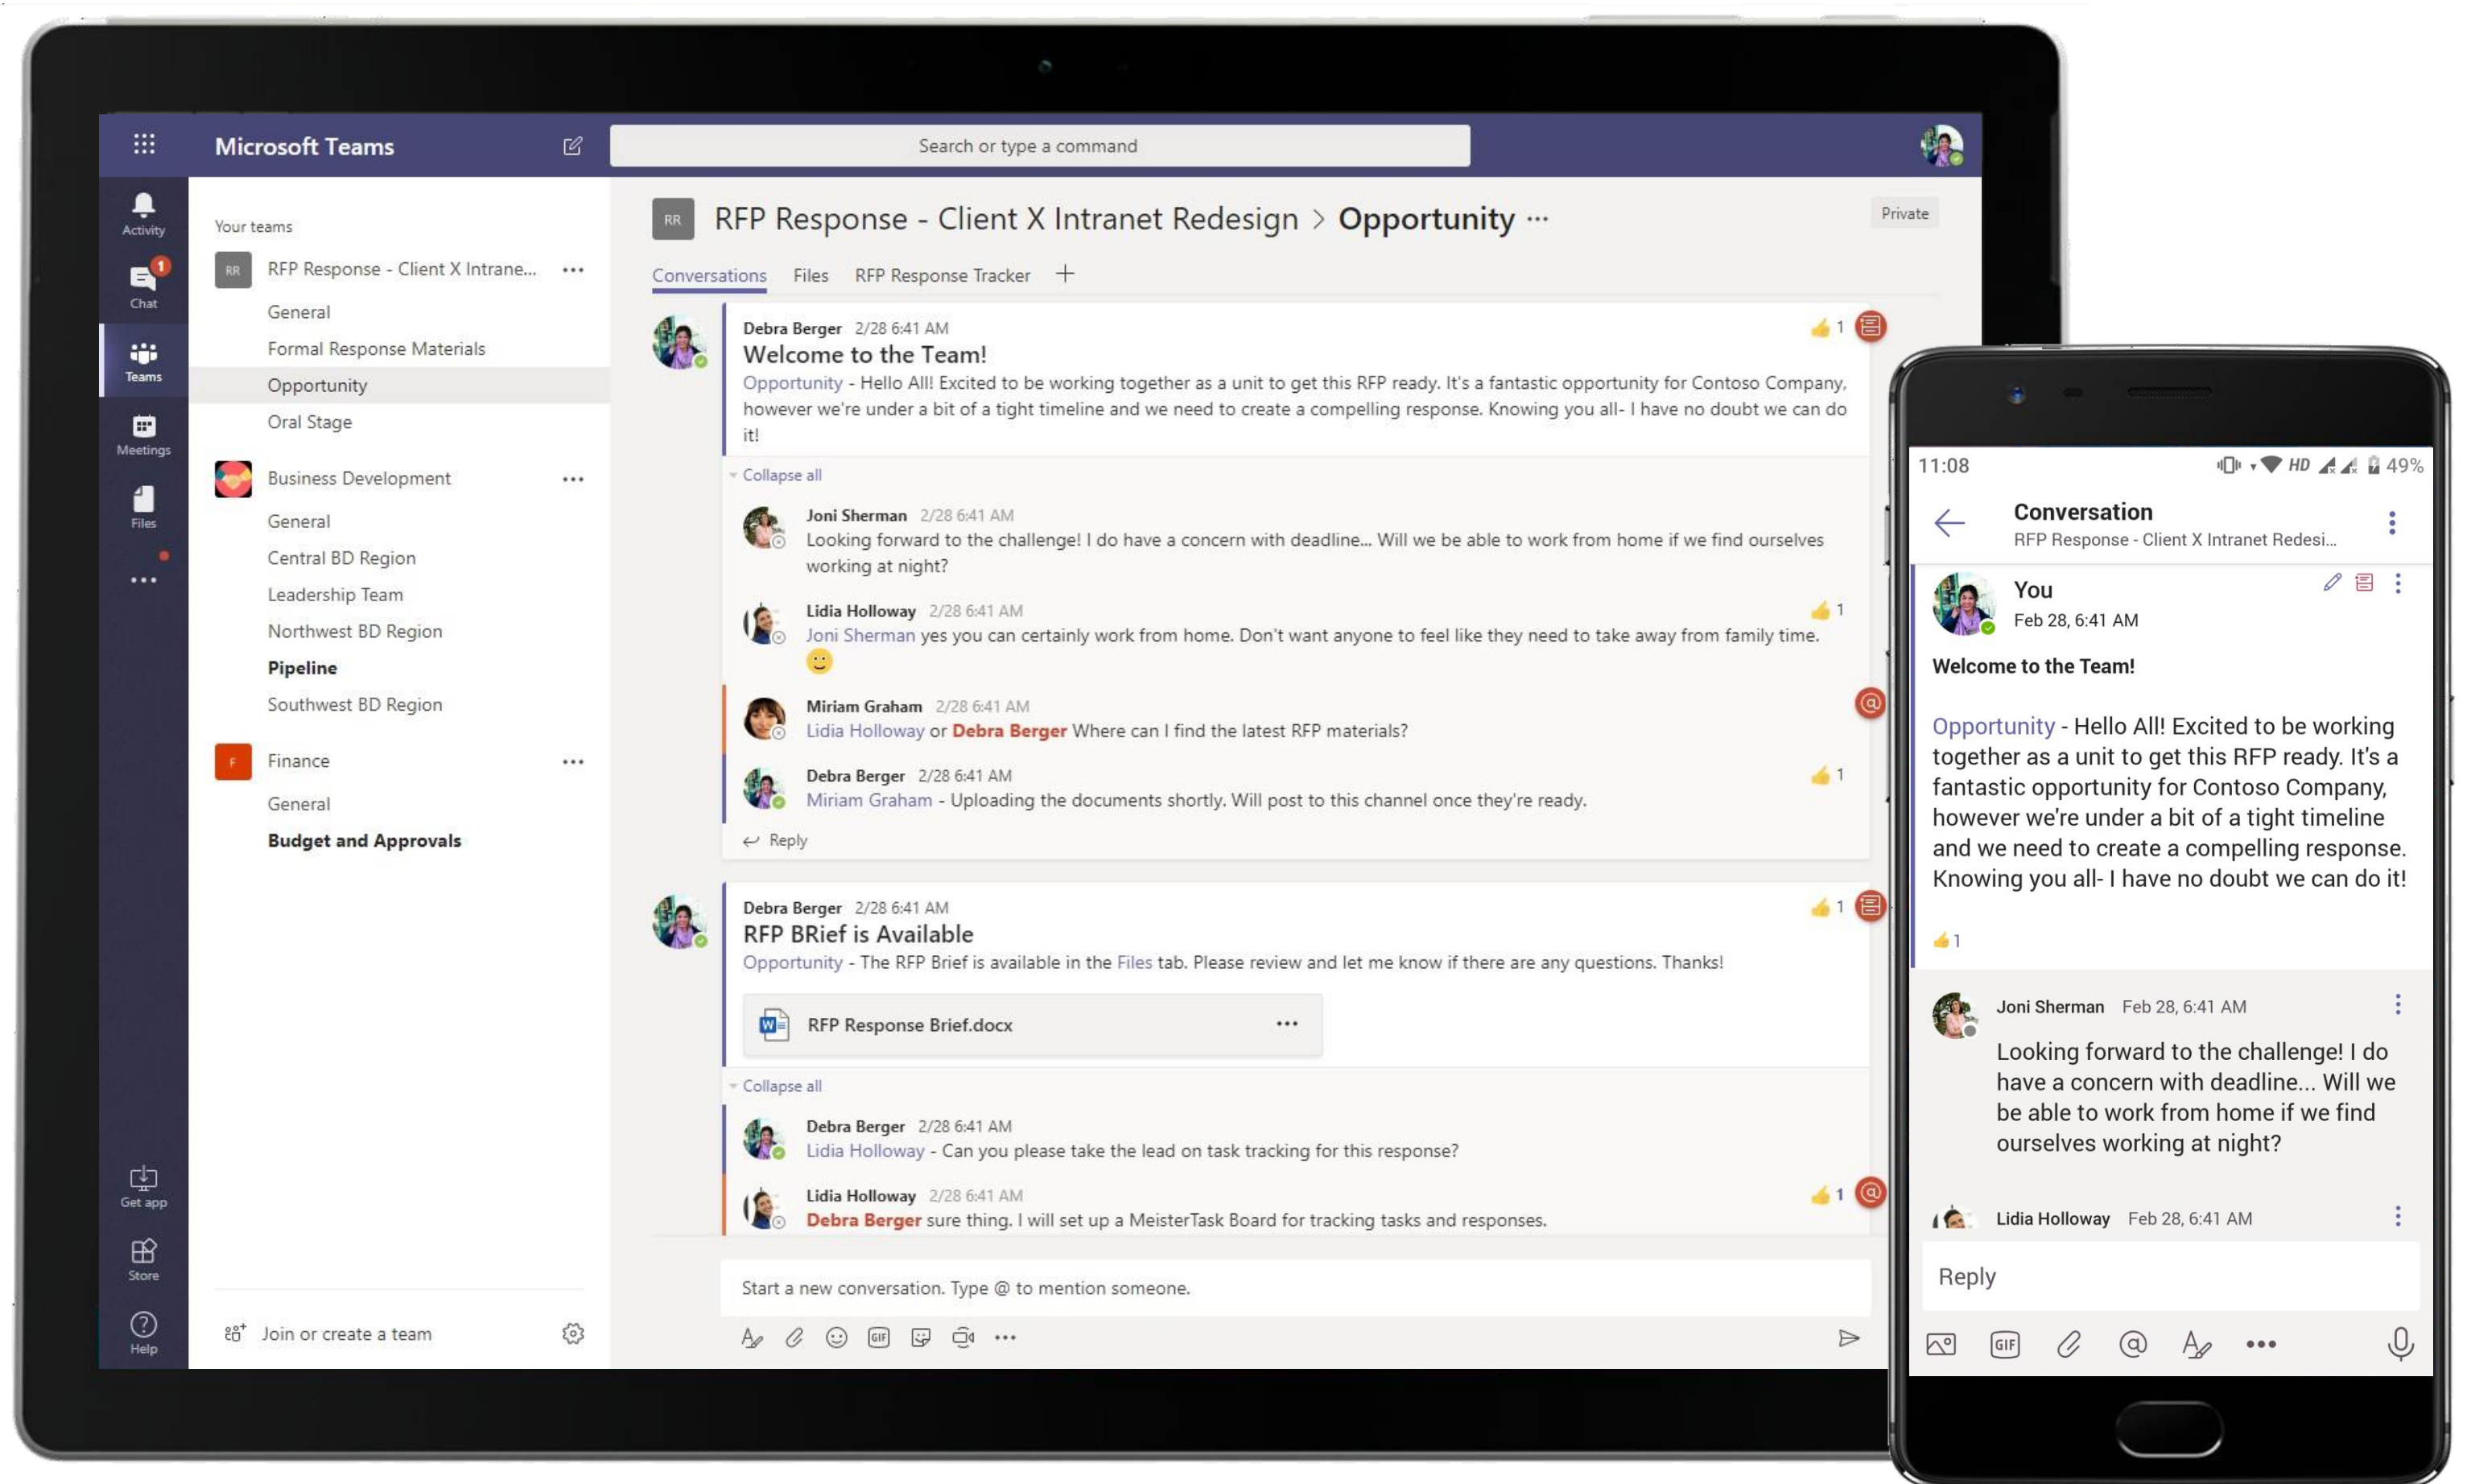 Microsoft Teams
Search or type a command
Activity
1
Chat
Teams
Meetings
Files
Get app
Store
Help
Your teams
RR
RFP Response - Client X Intrane...
General
Formal Response Materials
Opportunity
Oral Stage
Business Development
General
Central BD Region
Leadership Team
Northwest BD Region
Pipeline
Southwest BD Region
F
Finance
General
Budget and Approvals
Join or create a team
RR
RFP Response - Client X Intranet Redesign > Opportunity ...
Private
Conversations Files RFP Response Tracker +
Debra Berger 2/28 6:41 AM
1
Welcome to the Team!
Opportunity - Hello All! Excited to be working together as a unit to get this RFP ready. It's a fantastic opportunity for Contoso Company,
however we're under a bit of a tight timeline and we need to create a compelling response. Knowing you all- I have no doubt we can do
it!
Collapse all
Joni Sherman 2/28 6:41 AM
Looking forward to the challenge! I do have a concern with deadline... Will we be able to work from home if we find ourselves
working at night?
Lidia Holloway 2/28 6:41 AM
1
Joni Sherman yes you can certainly work from home. Don't want anyone to feel like they need to take away from family time.
Miriam Graham 2/28 6:41 AM
@
Lidia Holloway or Debra Berger Where can I find the latest RFP materials?
Debra Berger 2/28 6:41 AM
1
Miriam Graham - Uploading the documents shortly. Will post to this channel once they're ready.
Reply
Debra Berger 2/28 6:41 AM
1
RFP BRief is Available
Opportunity - The RFP Brief is available in the Files tab. Please review and let me know if there are any questions. Thanks!
W
RFP Response Brief.docx
Collapse all
Debra Berger 2/28 6:41 AM
Lidia Holloway - Can you please take the lead on task tracking for this response?
Lidia Holloway 2/28 6:41 AM
1 @
Debra Berger sure thing. I will set up a MeisterTask Board for tracking tasks and responses.
Start a new conversation. Type @ to mention someone.
GIF
11:08
HD
49%
Conversation
RFP Response - Client X Intranet Redesi...
You
Feb 28, 6:41 AM
Welcome to the Team!
Opportunity - Hello All! Excited to be working
together as a unit to get this RFP ready. It's a
fantastic opportunity for Contoso Company,
however we're under a bit of a tight timeline
and we need to create a compelling response.
Knowing you all- I have no doubt we can do it!
1
Joni Sherman Feb 28, 6:41 AM
Looking forward to the challenge! I do
have a concern with deadline... Will we
be able to work from home if we find
ourselves working at night?
Lidia Holloway Feb 28, 6:41 AM
Reply
GIF
@